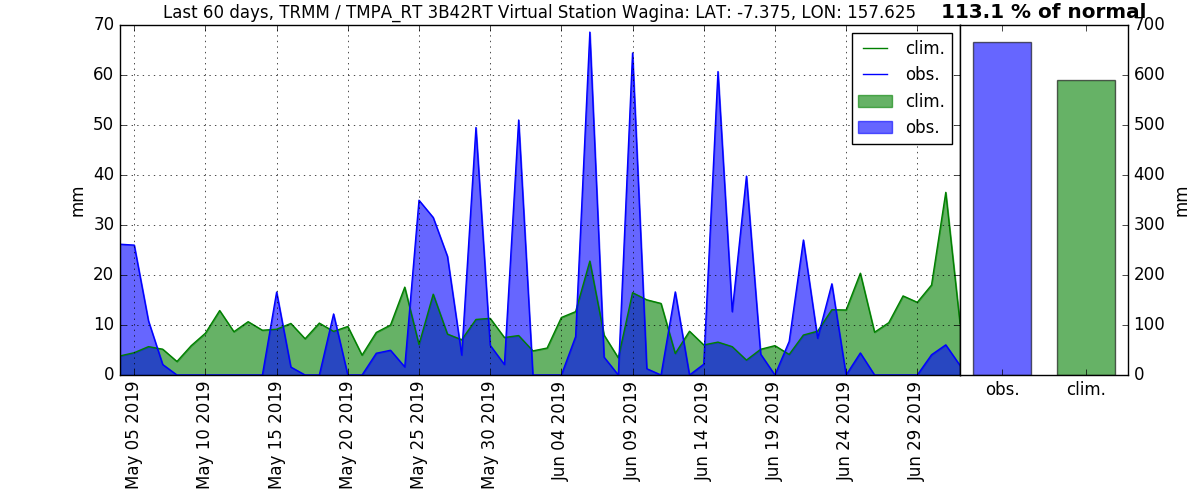 Last 60 days, TRMM / TMPA_RT 3B42RT Virtual Station Wagina: LAT: -7.375, LON: 157.625
113.1 % of normal
70
60
50
40
30
20
10
0
mm
clim.
obs.
clim.
obs.
May 05 2019
May 10 2019
May 15 2019
May 20 2019
May 25 2019
May 30 2019
Jun 04 2019
Jun 09 2019
Jun 14 2019
Jun 19 2019
Jun 24 2019
Jun 29 2019
obs.
clim.
700
600
500
400
300
200
100
0
mm